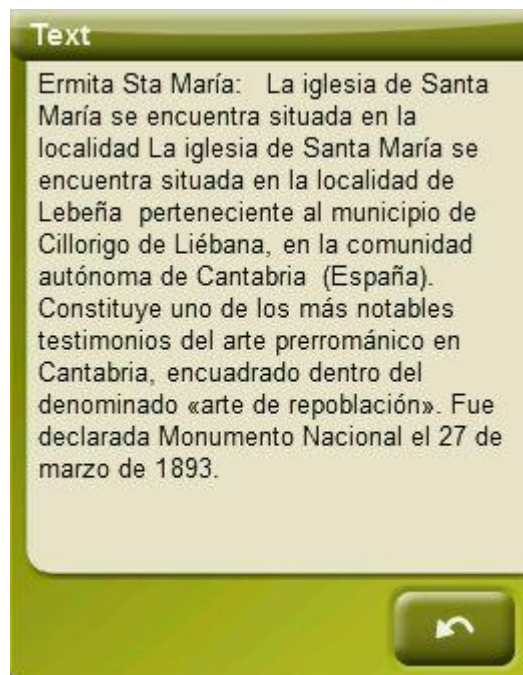 Text
Ermita Sta María:   La iglesia de Santa
María se encuentra situada en la
localidad La iglesia de Santa María se
encuentra situada en la localidad de
Lebeña  perteneciente al municipio de
Cillorigo de Liébana, en la comunidad
autónoma de Cantabria  (España).
Constituye uno de los más notables
testimonios del arte prerrománico en
Cantabria, encuadrado dentro del
denominado «arte de repoblación». Fue
declarada Monumento Nacional el 27 de
marzo de 1893.